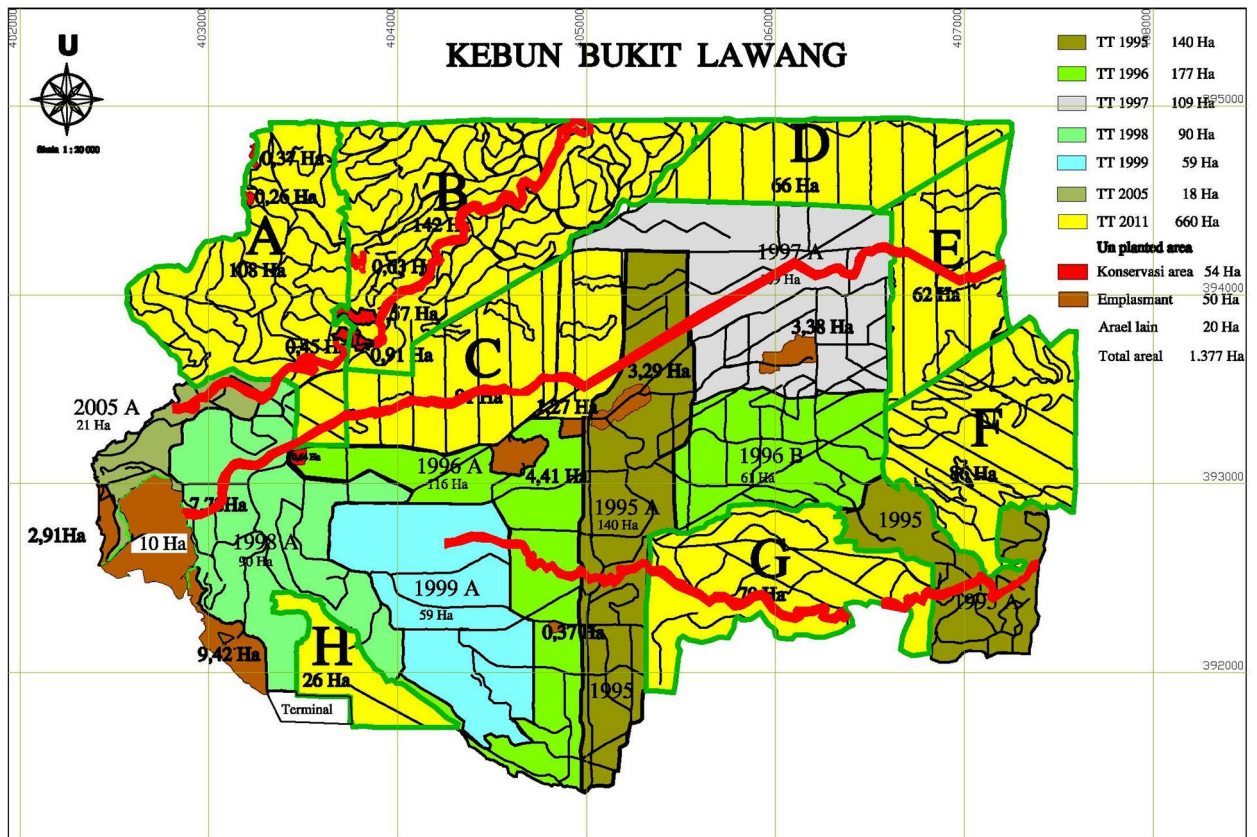 402000
403000
404000
405000
406000
407000
408000
U
Skala 1 : 20 000
KEBUN BUKIT LAWANG
TT 1995 140 Ha
TT 1996 177 Ha
TT 1997 109 Ha
TT 1998 90 Ha
TT 1999 59 Ha
TT 2005 18 Ha
TT 2011 660 Ha
Un planted area
Konservasi area 54 Ha
Emplasmant 50 Ha
Arael lain 20 Ha
Total areal 1.377 Ha
395000
394000
393000
392000
0,37 Ha
0,26 Ha
A
108 Ha
B
142 Ha
0,63 Ha
0,45 H
0,91 Ha
C
D
66 Ha
E
62 Ha
1997 A
3,38 Ha
3,29 Ha
1,27 Ha
2005 A
21 Ha
F
1996 A
116 Ha
4,41 Ha
1996 B
61 Ha
1995 A
140 Ha
1995
2,91Ha
10 Ha
1998 A
90 Ha
1999 A
59 Ha
G
1995 A
0,37 Ha
9,42 Ha
H
26 Ha
1995
Terminal